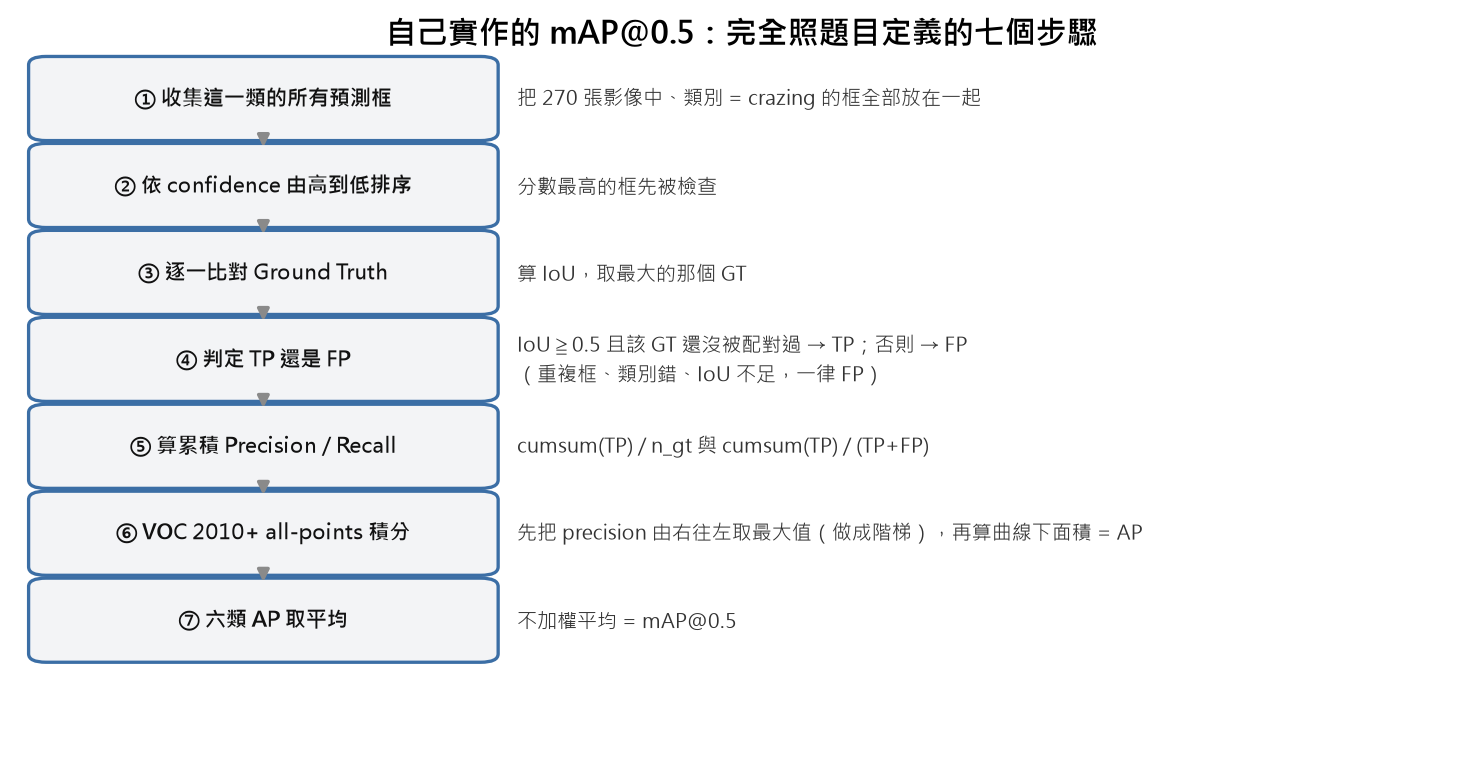 自己實作的 mAP@0.5：完全照題目定義的七個步驟
① 收集這一類的所有預測框
把 270 張影像中、類別 = crazing 的框全部放在一起
② 依 confidence 由高到低排序
分數最高的框先被檢查
③ 逐一比對 Ground Truth
算 IoU，取最大的那個 GT
④ 判定 TP 還是 FP
IoU ≧ 0.5 且該 GT 還沒被配對過 → TP；否則 → FP
（重複框、類別錯、IoU 不足，一律 FP）
⑤ 算累積 Precision / Recall
cumsum(TP) / n_gt 與 cumsum(TP) / (TP+FP)
⑥ VOC 2010+ all-points 積分
先把 precision 由右往左取最大值（做成階梯），再算曲線下面積 = AP
⑦ 六類 AP 取平均
不加權平均 = mAP@0.5